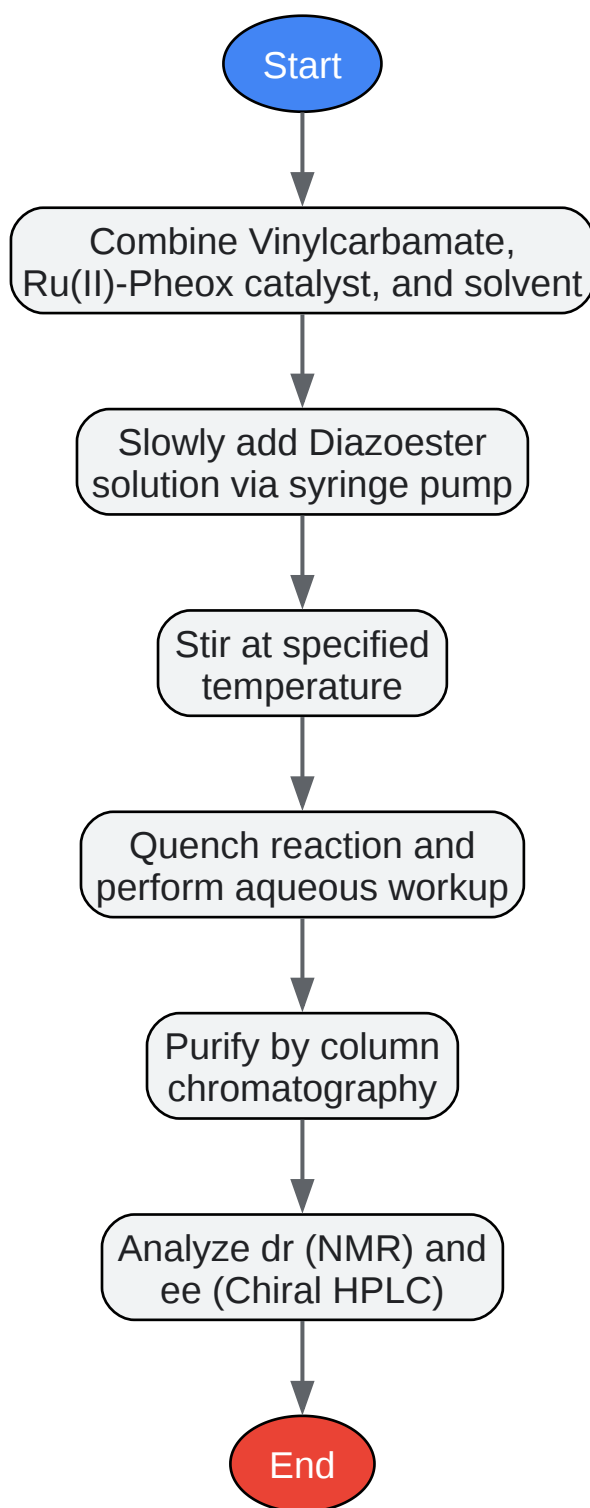 Start
Combine Vinylcarbamate,
Ru(II)-Pheox catalyst, and solvent
Slowly add Diazoester
solution via syringe pump
Stir at specified
temperature
Quench reaction and
perform aqueous workup
Purify by column
chromatography
Analyze dr (NMR) and
ee (Chiral HPLC)
End